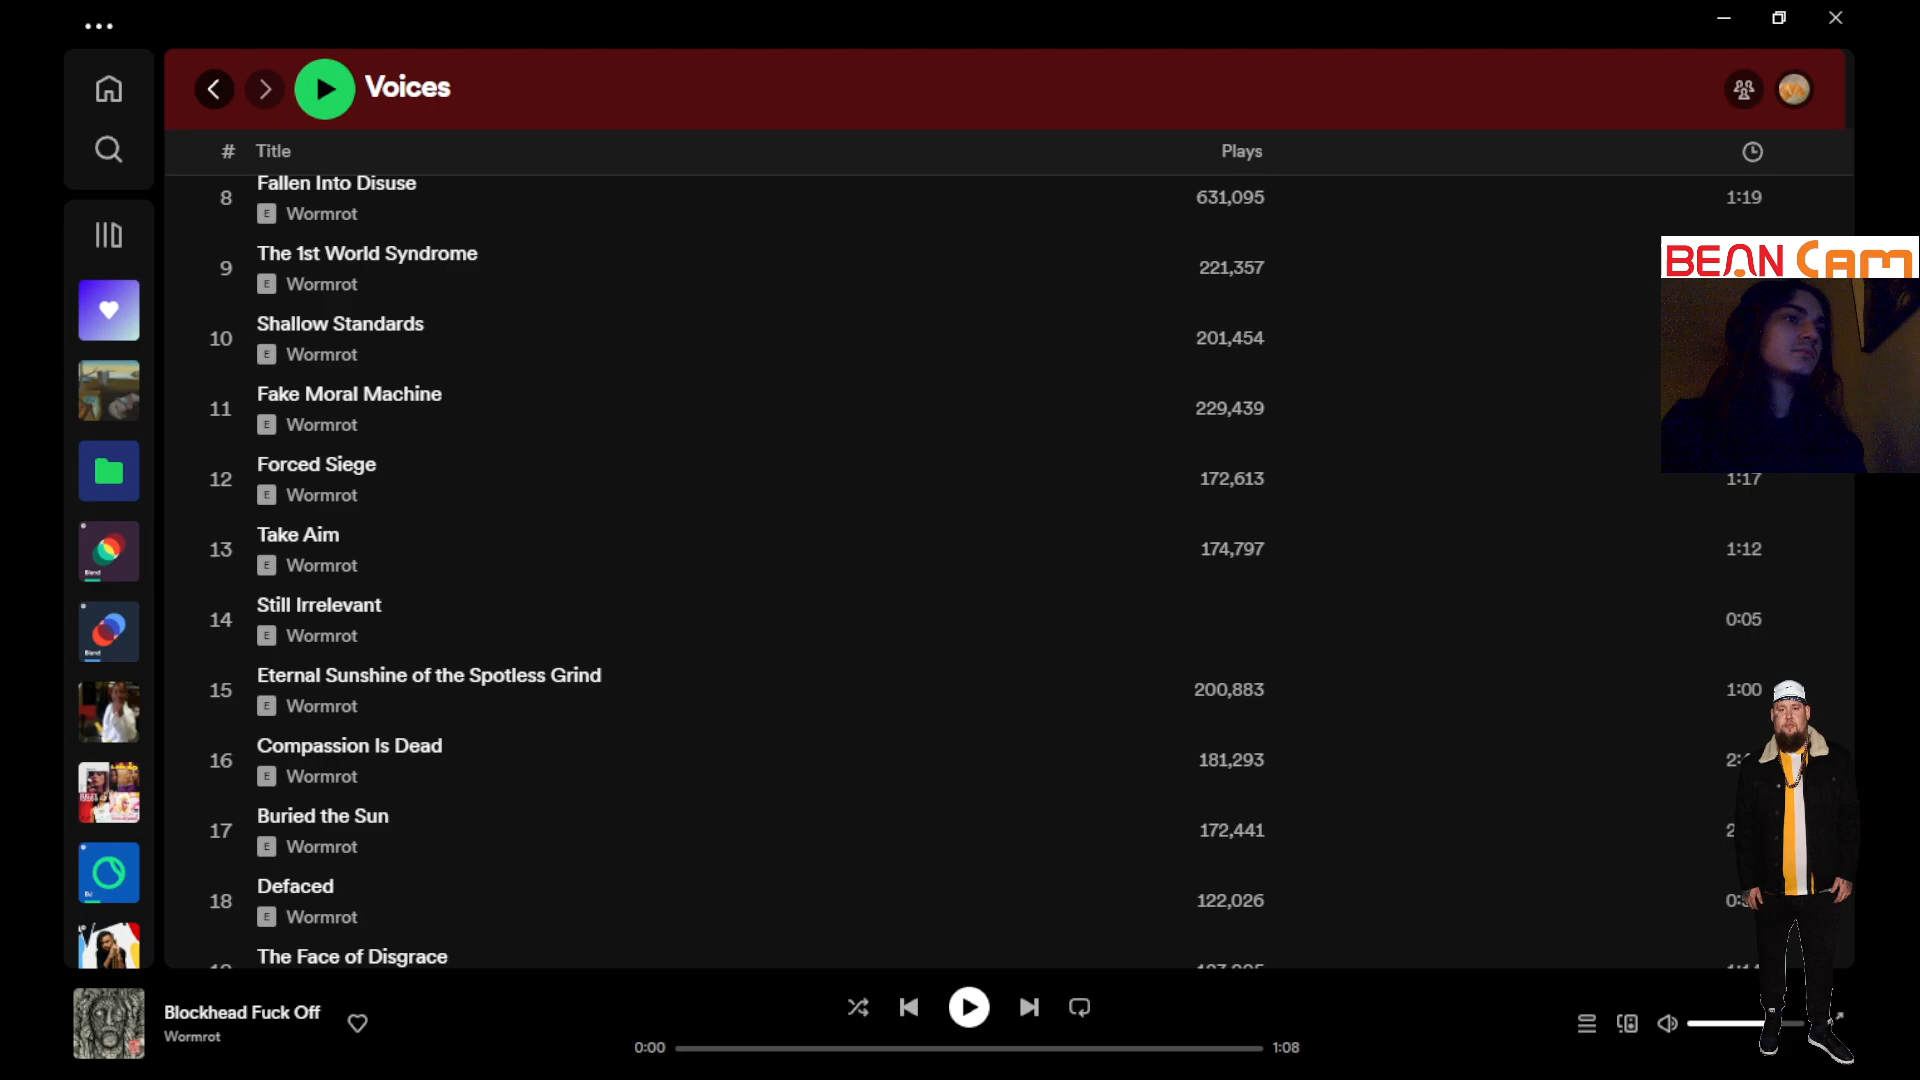 Voices
# Title Plays
8 Fallen Into Disuse 631,095 1:19
E Wormrot
9 The 1st World Syndrome 221,357
E Wormrot
10 Shallow Standards 201,454
E Wormrot
11 Fake Moral Machine 229,439
E Wormrot
12 Forced Siege 172,613 1:17
E Wormrot
13 Take Aim 174,797 1:12
E Wormrot
14 Still Irrelevant 0:05
E Wormrot
15 Eternal Sunshine of the Spotless Grind 200,883 1:00
E Wormrot
16 Compassion Is Dead 181,293
E Wormrot
17 Buried the Sun 172,441
E Wormrot
18 Defaced 122,026
E Wormrot
The Face of Disgrace
BEAN Cam
Blend
Blend
DJ
Blockhead Fuck Off
Wormrot
0:00 1:08